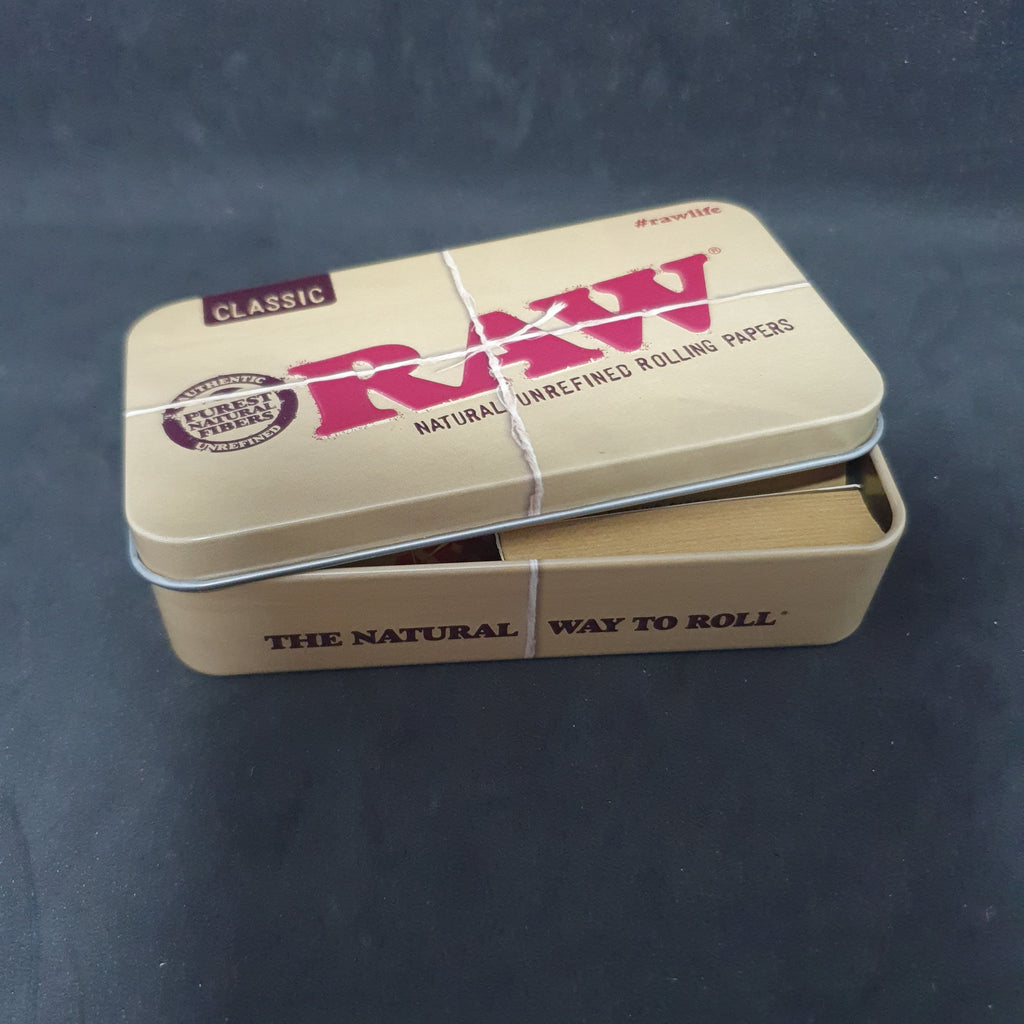 #rawlife
CLASSIC
RAW®
NATURAL UNREFINED ROLLING PAPERS
AUTHENTIC
PUREST
NATURAL
FIBERS
UNREFINED
THE NATURAL WAY TO ROLL